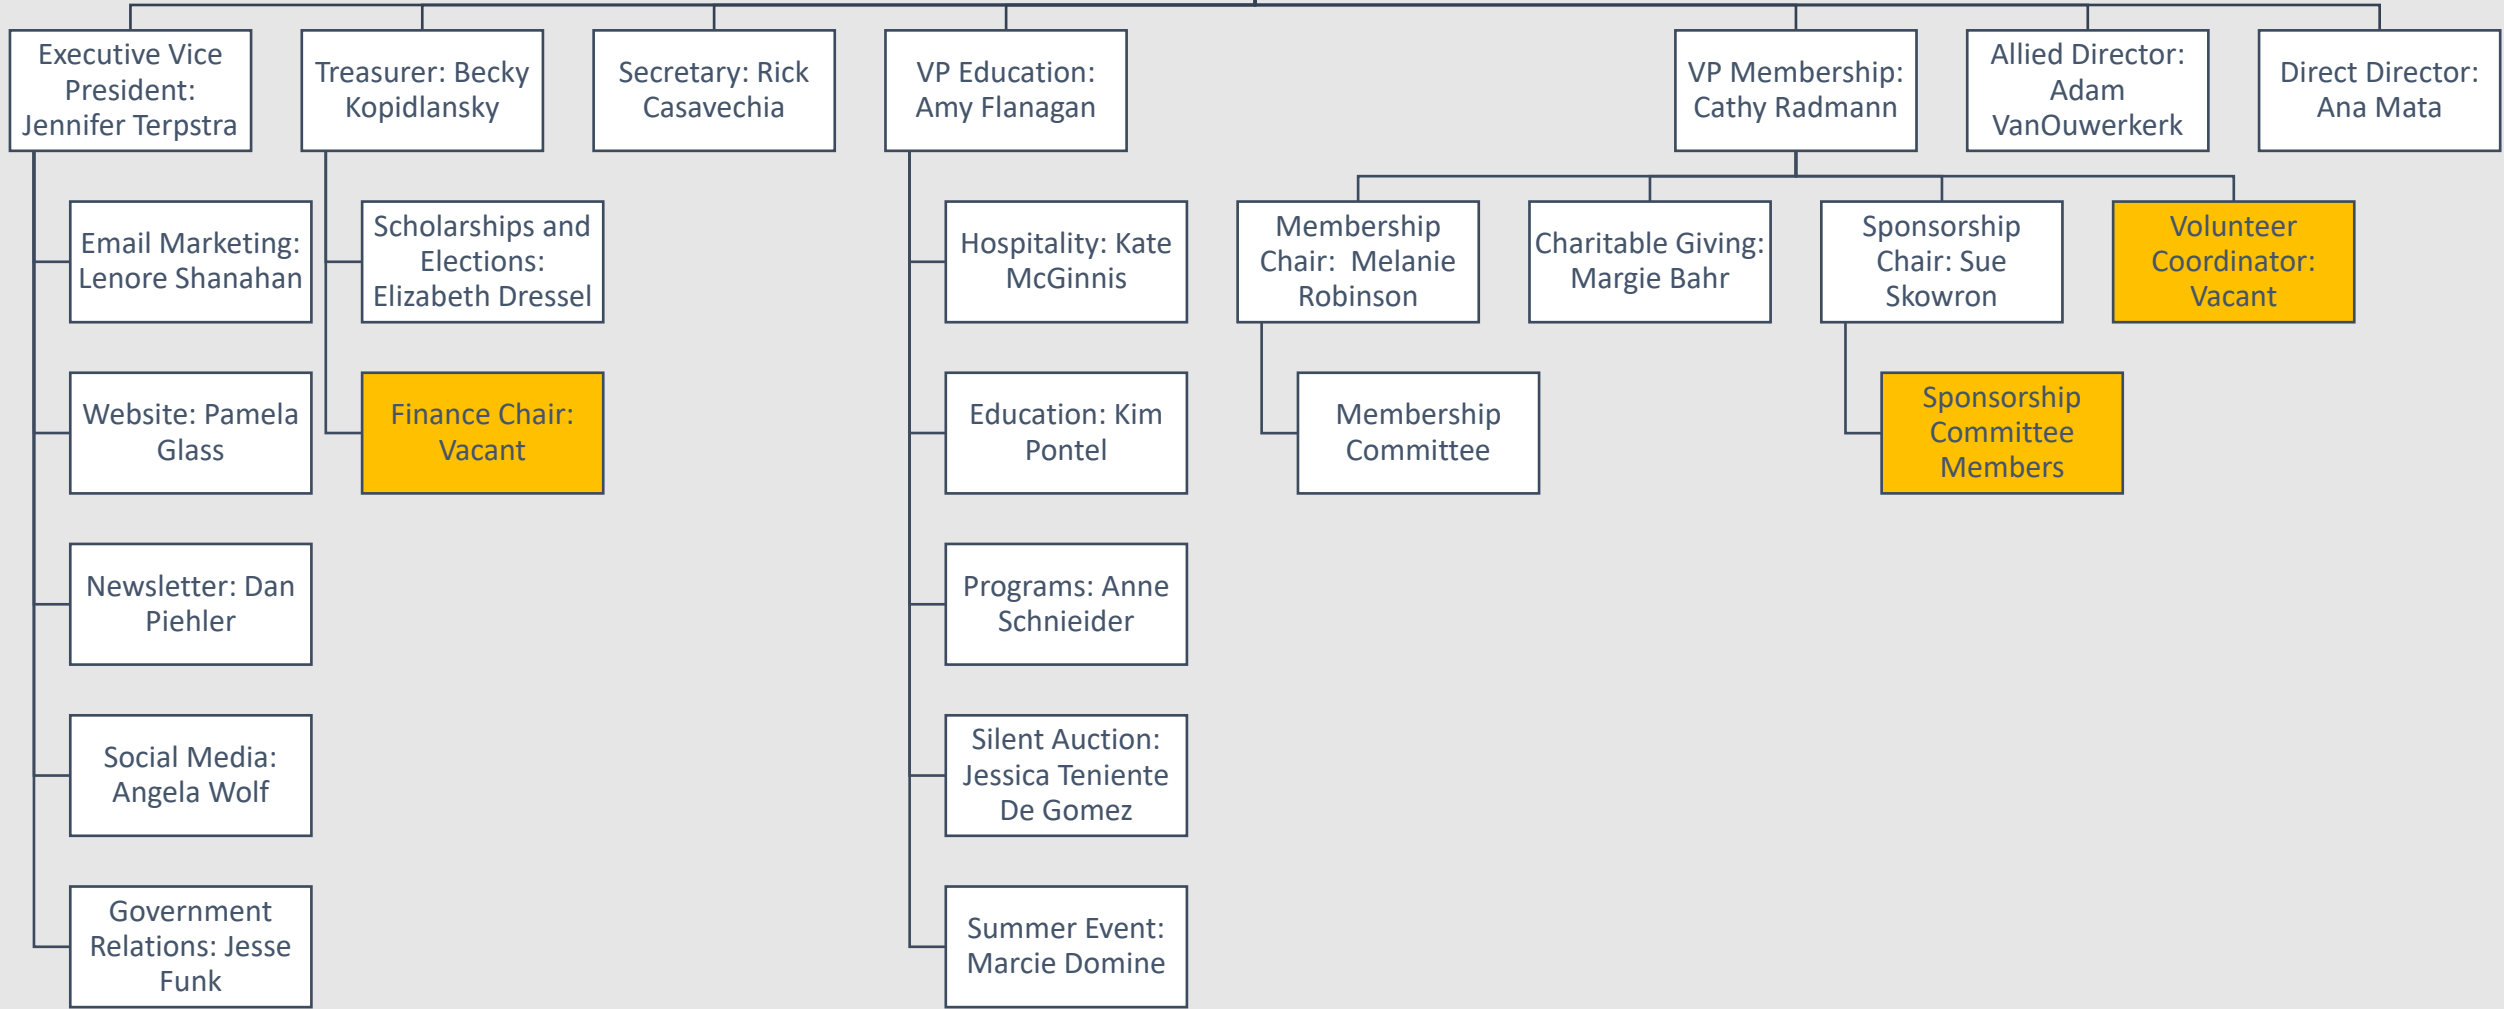 Executive Vice
President:
Jennifer Terpstra
Treasurer: Becky
Kopidlansky
Secretary: Rick
Casavechia
VP Education:
Amy Flanagan
VP Membership:
Cathy Radmann
Allied Director:
Adam
VanOuwerkerk
Direct Director:
Ana Mata
Email Marketing:
Lenore Shanahan
Scholarships and
Elections:
Elizabeth Dressel
Hospitality: Kate
McGinnis
Membership
Chair:  Melanie
Robinson
Charitable Giving:
Margie Bahr
Sponsorship
Chair: Sue
Skowron
Volunteer
Coordinator:
Vacant
Website: Pamela
Glass
Finance Chair:
Vacant
Education: Kim
Pontel
Membership
Committee
Sponsorship
Committee
Members
Newsletter: Dan
Piehler
Programs: Anne
Schnieider
Social Media:
Angela Wolf
Silent Auction:
Jessica Teniente
De Gomez
Government
Relations: Jesse
Funk
Summer Event:
Marcie Domine